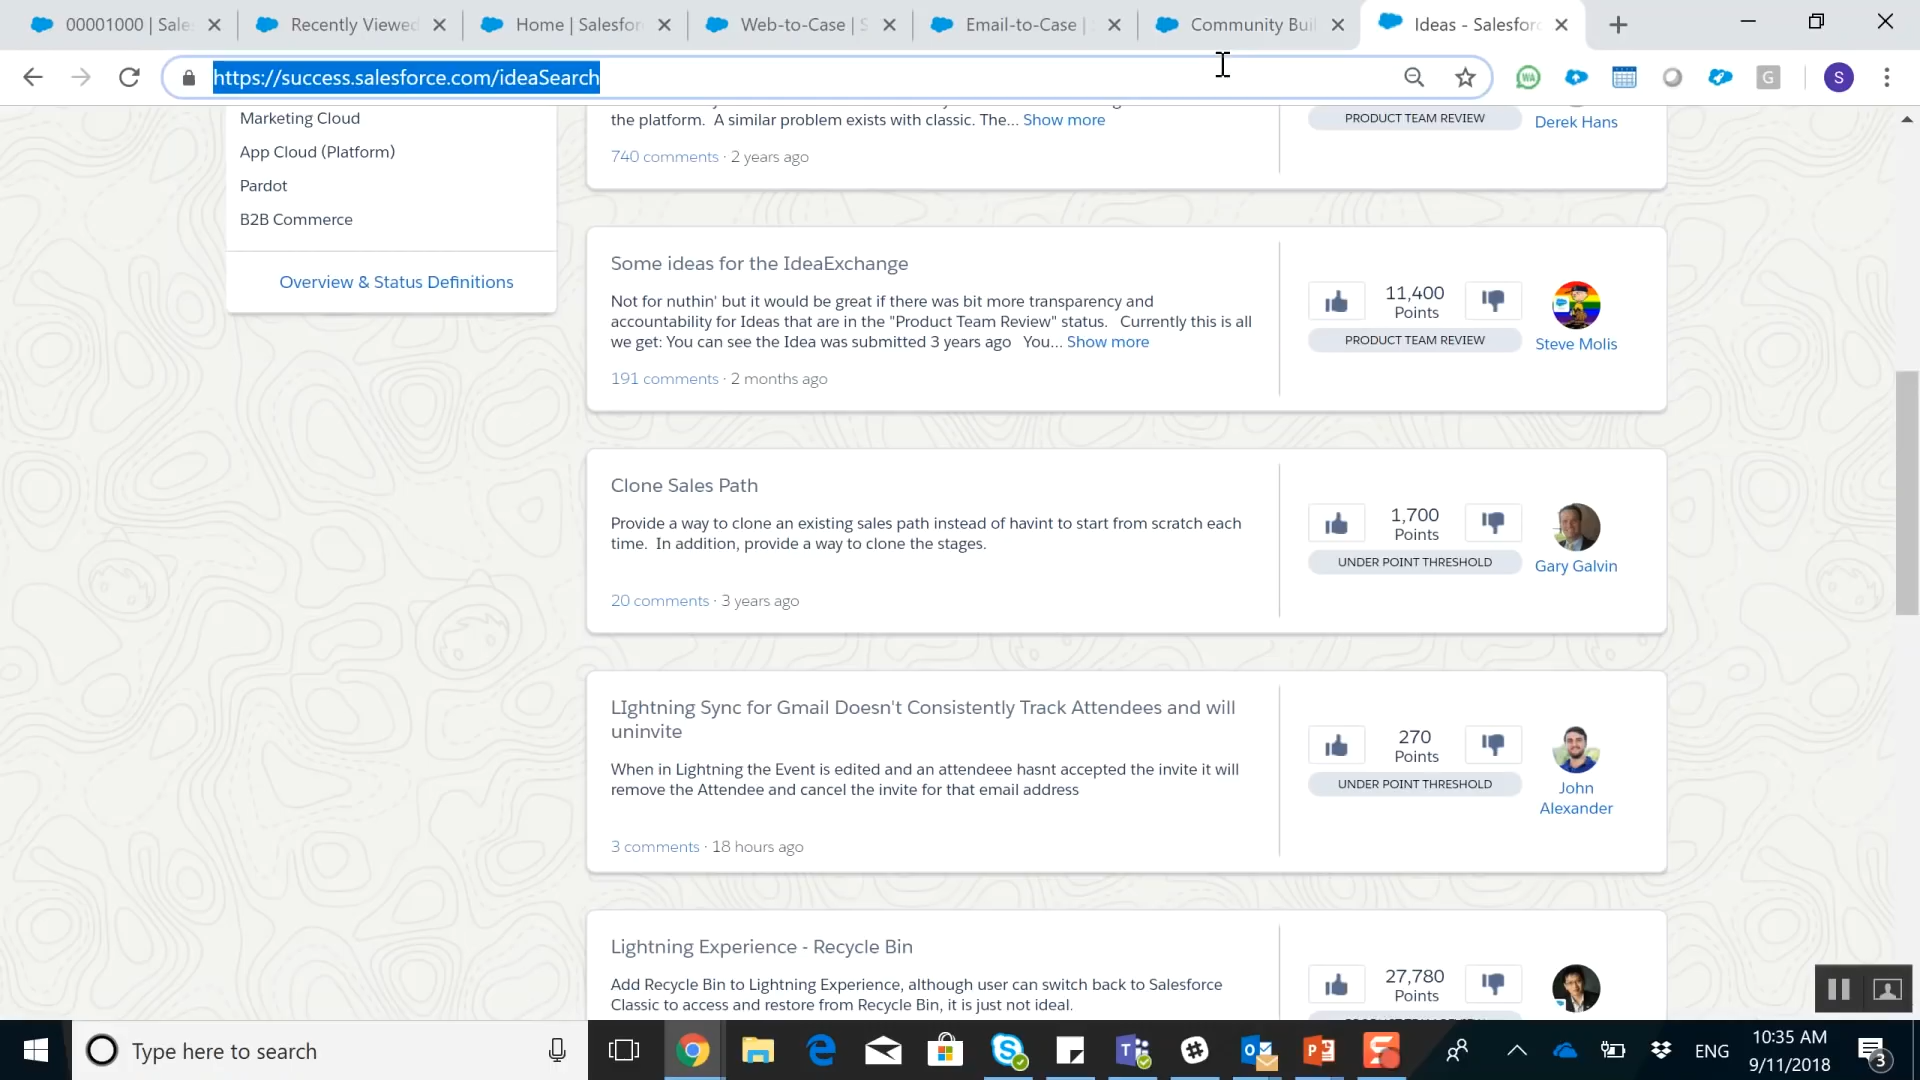 00001000 | Sales
Recently Viewed
Home | Salesfor
Web-to-Case | S
Email-to-Case | S
Community Buil
Ideas - Salesforc
https://success.salesforce.com/ideaSearch
G
S
Marketing Cloud
App Cloud (Platform)
Pardot
B2B Commerce
Overview & Status Definitions
the platform.  A similar problem exists with classic. The... Show more
740 comments · 2 years ago
PRODUCT TEAM REVIEW
Derek Hans
Some ideas for the IdeaExchange
Not for nuthin' but it would be great if there was bit more transparency and
accountability for Ideas that are in the "Product Team Review" status.   Currently this is all
we get: You can see the Idea was submitted 3 years ago   You... Show more
191 comments · 2 months ago
11,400
Points
PRODUCT TEAM REVIEW
Steve Molis
Clone Sales Path
Provide a way to clone an existing sales path instead of havint to start from scratch each
time.  In addition, provide a way to clone the stages.
20 comments · 3 years ago
1,700
Points
UNDER POINT THRESHOLD
Gary Galvin
LIghtning Sync for Gmail Doesn't Consistently Track Attendees and will
uninvite
When in Lightning the Event is edited and an attendeee hasnt accepted the invite it will
remove the Attendee and cancel the invite for that email address
3 comments · 18 hours ago
270
Points
UNDER POINT THRESHOLD
John
Alexander
Lightning Experience - Recycle Bin
Add Recycle Bin to Lightning Experience, although user can switch back to Salesforce
Classic to access and restore from Recycle Bin, it is just not ideal.
27,780
Points
Type here to search
ENG
10:35 AM
9/11/2018
3